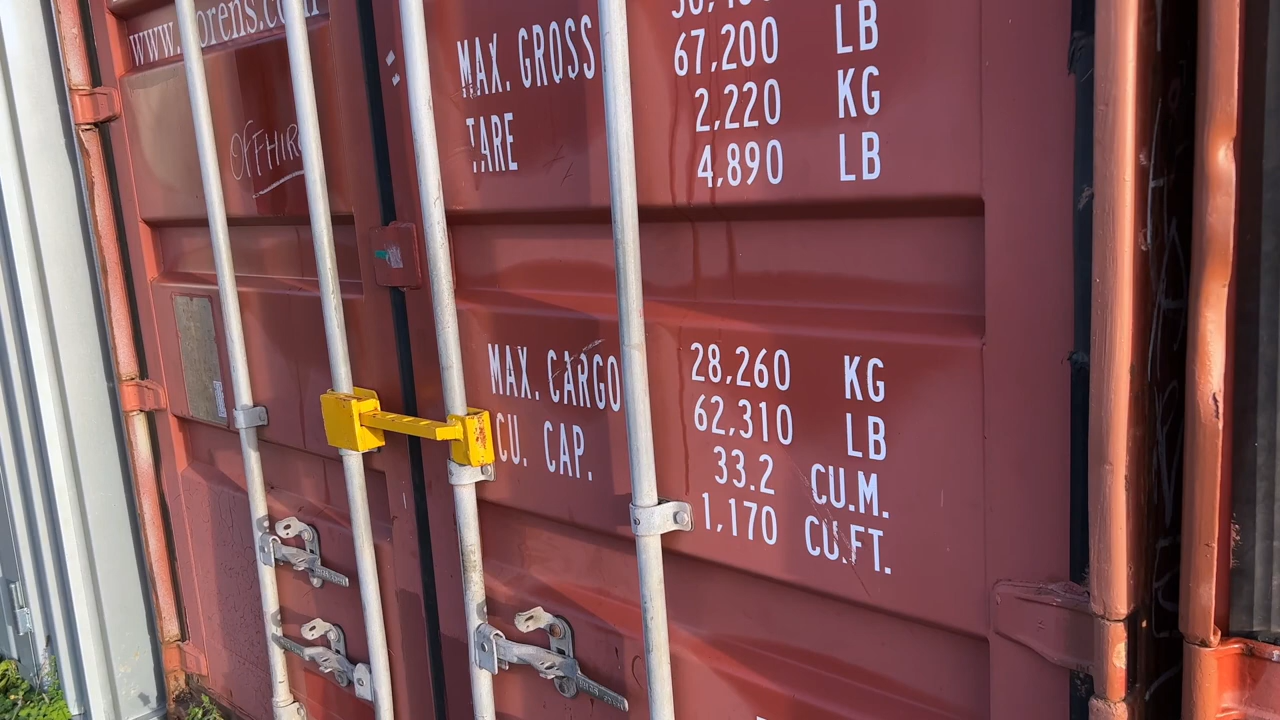 MAX. GROSS
67,200 LB
2,220 KG
TARE
4,890 LB
OFFHIRE
MAX. CARGO 28,260 KG
62,310 LB
CU. CAP. 33.2 CU.M.
1,170 CU.FT.